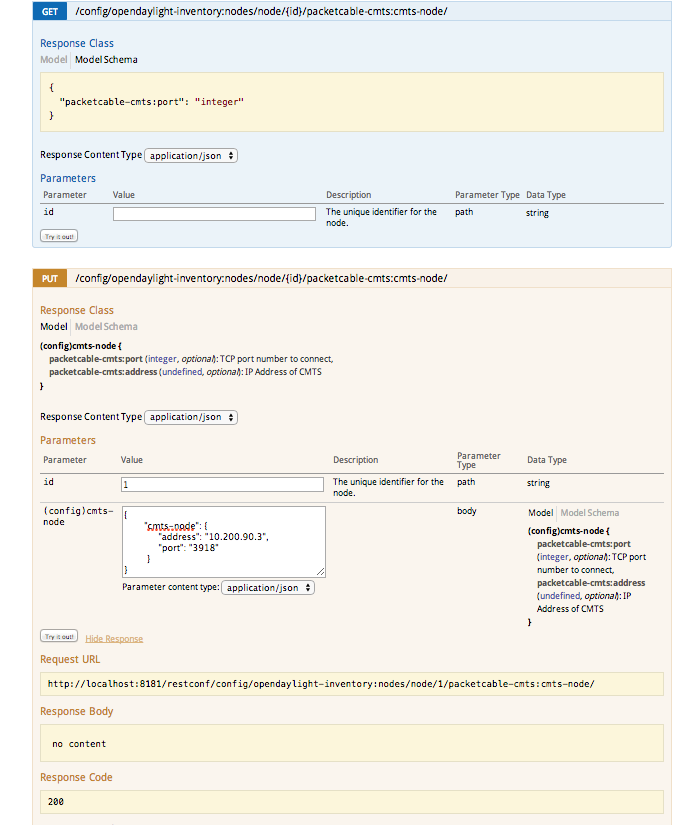 GET /config/opendaylight-inventory:nodes/node/{id}/packetcable-cmts:cmts-node/
Response Class
Model Model Schema
{
"packetcable-cmts:port": "integer"
}
Response Content Type application/json
Parameters
Parameter Value Description Parameter Type Data Type
id The unique identifier for the node. path string
Try it out!
PUT /config/opendaylight-inventory:nodes/node/{id}/packetcable-cmts:cmts-node/
Response Class
Model Model Schema
(config)cmts-node {
packetcable-cmts:port (integer, optional): TCP port number to connect,
packetcable-cmts:address (undefined, optional): IP Address of CMTS
}
Response Content Type application/json
Parameters
Parameter Value Description Parameter Type Data Type
id 1 The unique identifier for the node. path string
(config)cmts-node
{
"cmts-node": {
"address": "10.200.90.3",
"port": "3918"
}
}
Parameter content type: application/json
body
Model Model Schema
(config)cmts-node {
packetcable-cmts:port
(integer, optional): TCP port
number to connect,
packetcable-cmts:address
(undefined, optional): IP
Address of CMTS
}
Try it out! Hide Response
Request URL
http://localhost:8181/restconf/config/opendaylight-inventory:nodes/node/1/packetcable-cmts:cmts-node/
Response Body
no content
Response Code
200